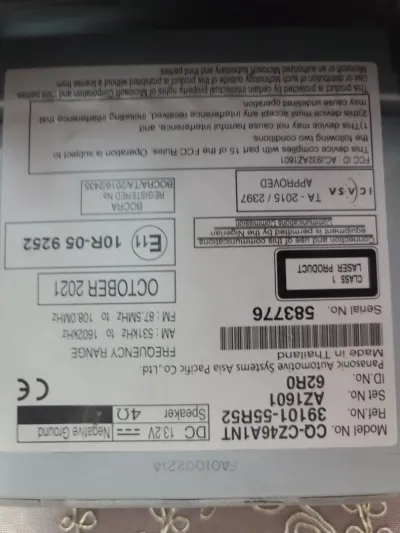 FA0100221A
Model No. CQ-CZ46A1NT
Ref.No. 39101-55R52
Set No. AZ1601
ID.No. 62R0
DC 13.2V Negative Ground
Speaker 4Ω
CE
Panasonic Automotive Systems Asia Pacific Co.,Ltd.
Made in Thailand
Serial No. 583776
FREQUENCY RANGE
AM : 531kHz to 1602kHz
FM : 87.5MHz to 108.0MHz
OCTOBER 2021
CLASS 1
LASER PRODUCT
E11 10R-05 9252
Connection and use of this communications
equipment is permitted by the Nigerian
Communications Commission
ICASA
TA - 2015 / 2397
APPROVED
BOCRA
REGISTERED No :
BOCRA/TA/2016/2435
FCC ID : ACJ932AZ1601
This device complies with part 15 of the FCC Rules. Operation is subject to
the following two conditions:
(1)This device may not cause harmful interference, and
(2)this device must accept any interference received, including interference that
may cause undesired operation
This product is protected by certain intellectual property rights of Microsoft Corporation and third parties.
Use or distribution of such technology outside of this product is prohibited without a license from
Microsoft or an authorized Microsoft subsidiary and third parties